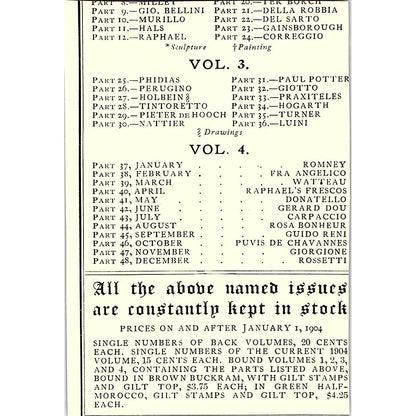 PART 8.—MILLET PART 20.—TER BORCH
PART 9.—GIO. BELLINI PART 21.—DELLA ROBBIA
PART 10.—MURILLO PART 22.—DEL SARTO
PART 11.—HALS PART 23.—GAINSBOROUGH
PART 12.—RAPHAEL PART 24.—CORREGGIO
*Sculpture †Painting
VOL. 3.
PART 25.—PHIDIAS PART 31.—PAUL POTTER
PART 26.—PERUGINO PART 32.—GIOTTO
PART 27.—HOLBEIN § PART 33.—PRAXITELES
PART 28.—TINTORETTO PART 34.—HOGARTH
PART 29.—PIETER DE HOOCH PART 35.—TURNER
PART 30.—NATTIER PART 36.—LUINI
§ Drawings
VOL. 4.
PART 37, JANUARY . . . . ROMNEY
PART 38, FEBRUARY . . . . FRA ANGELICO
PART 39, MARCH . . . . WATTEAU
PART 40, APRIL . . . . RAPHAEL'S FRESCOS
PART 41, MAY . . . . DONATELLO
PART 42, JUNE . . . . GERARD DOU
PART 43, JULY . . . . CARPACCIO
PART 44, AUGUST . . . . ROSA BONHEUR
PART 45, SEPTEMBER . . . . GUIDO RENI
PART 46, OCTOBER . . PUVIS DE CHAVANNES
PART 47, NOVEMBER . . . . GIORGIONE
PART 48, DECEMBER . . . . ROSSETTI
All the above named issues
are constantly kept in stock
PRICES ON AND AFTER JANUARY 1, 1904
SINGLE NUMBERS OF BACK VOLUMES, 20 CENTS
EACH. SINGLE NUMBERS OF THE CURRENT 1904
VOLUME, 15 CENTS EACH. BOUND VOLUMES 1, 2, 3,
AND 4, CONTAINING THE PARTS LISTED ABOVE,
BOUND IN BROWN BUCKRAM, WITH GILT STAMPS
AND GILT TOP, $3.75 EACH; IN GREEN HALF-
MOROCCO, GILT STAMPS AND GILT TOP, $4.25
EACH.